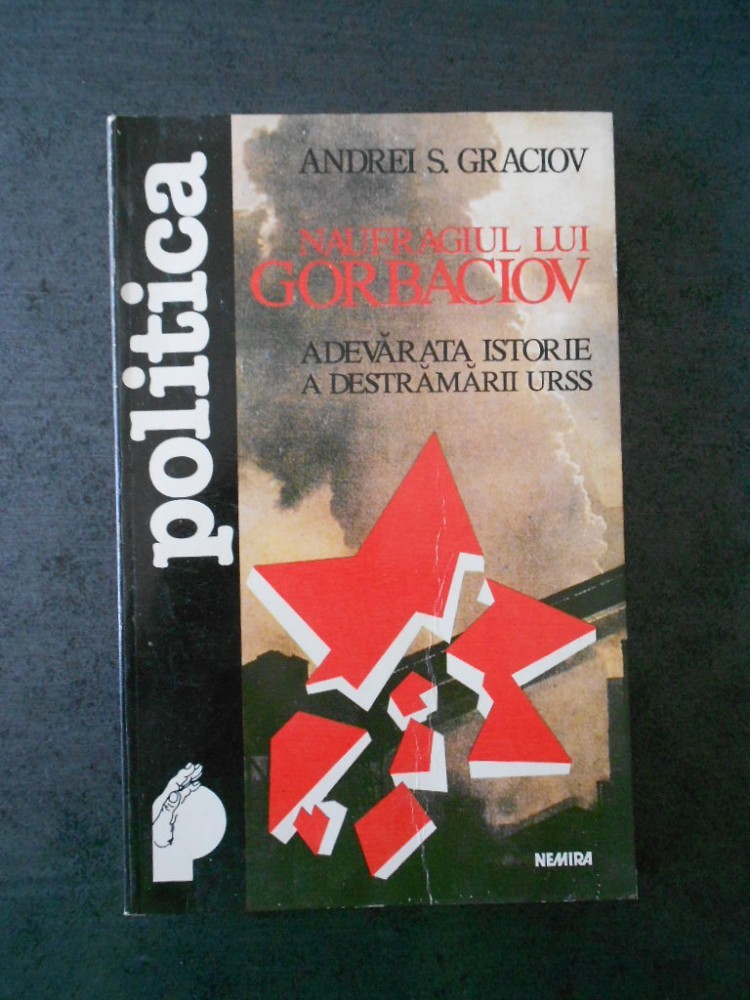 politica
ANDREI S. GRACIOV
NAUFRAGIUL LUI
GORBACIOV
ADEVĂRATA ISTORIE
A DESTRĂMĂRII URSS
NEMIRA